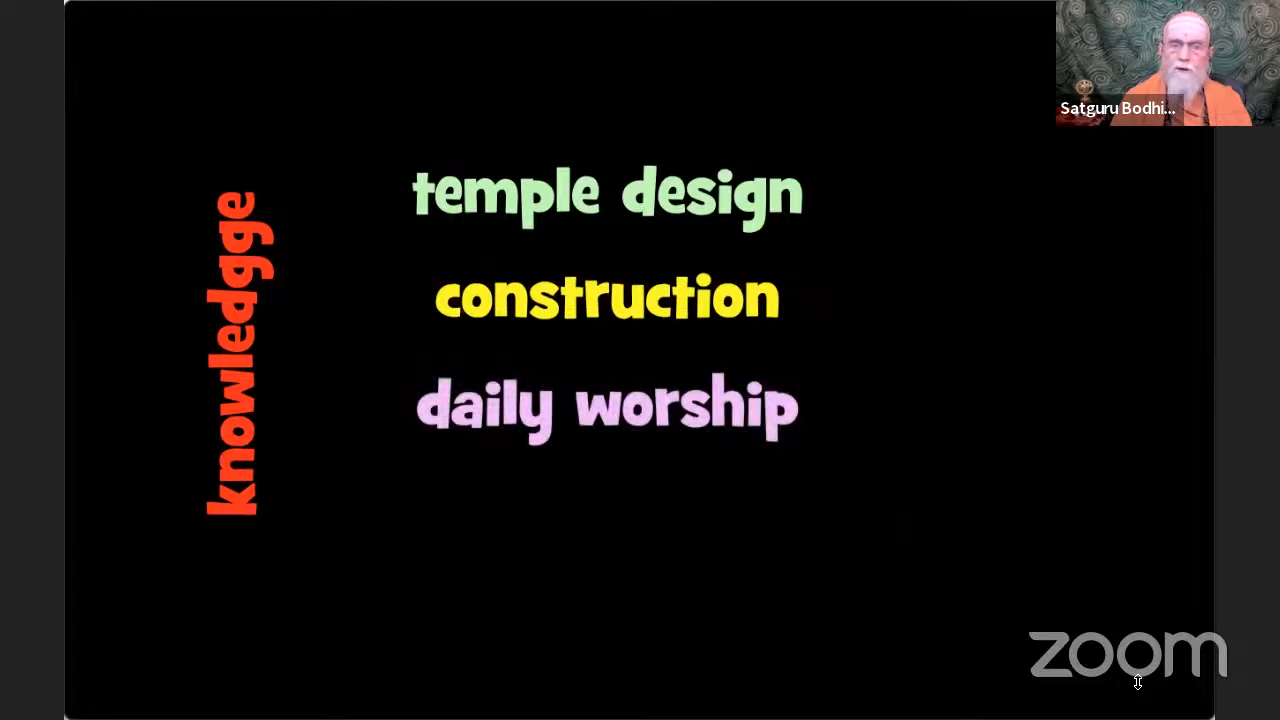 Satguru Bodhi...
temple design
knowledgge
construction
daily worship
zoom